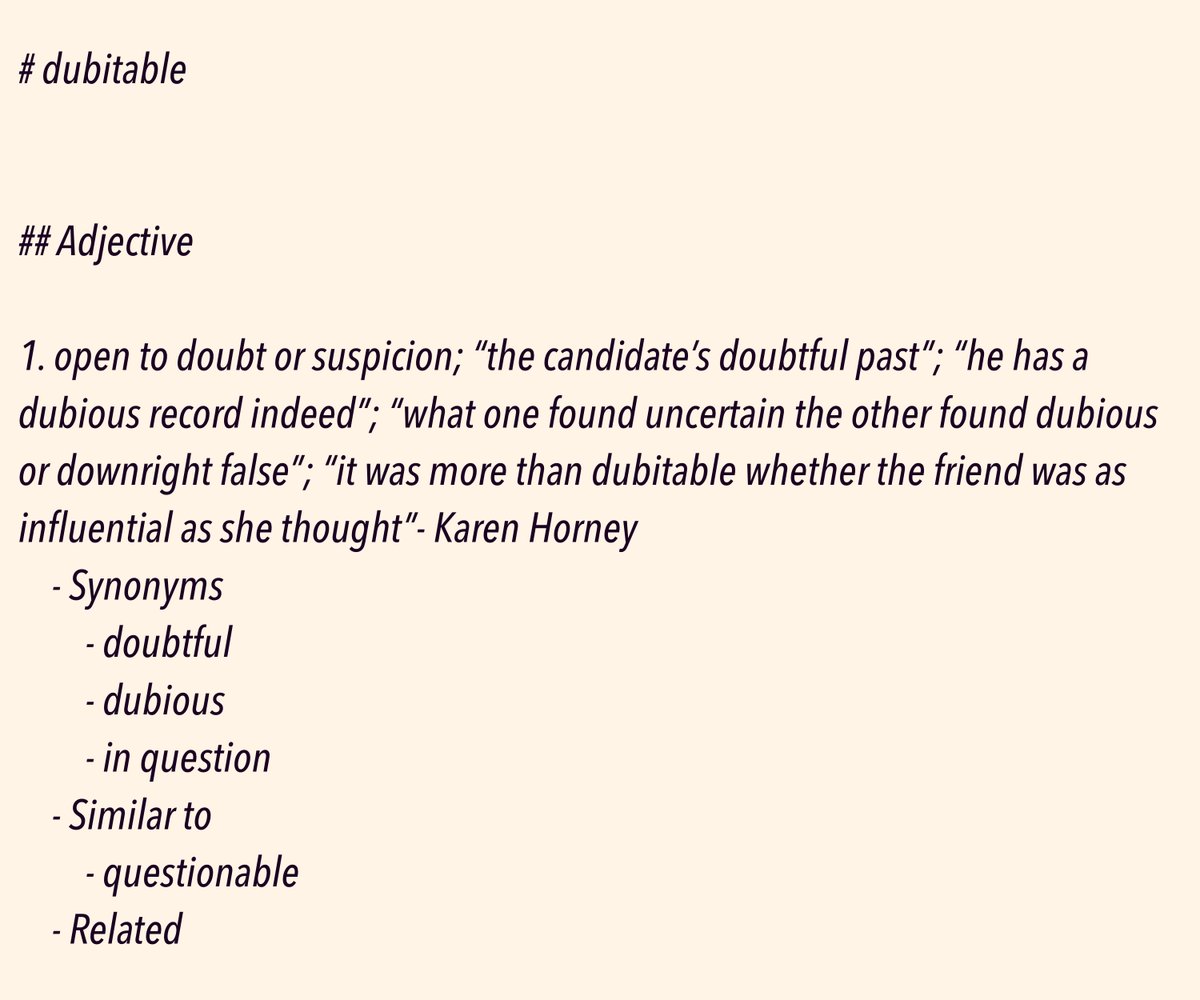 # dubitable
## Adjective
1. open to doubt or suspicion; “the candidate’s doubtful past”; “he has a
dubious record indeed”; “what one found uncertain the other found dubious
or downright false”; “it was more than dubitable whether the friend was as
influential as she thought”- Karen Horney
- Synonyms
- doubtful
- dubious
- in question
- Similar to
- questionable
- Related